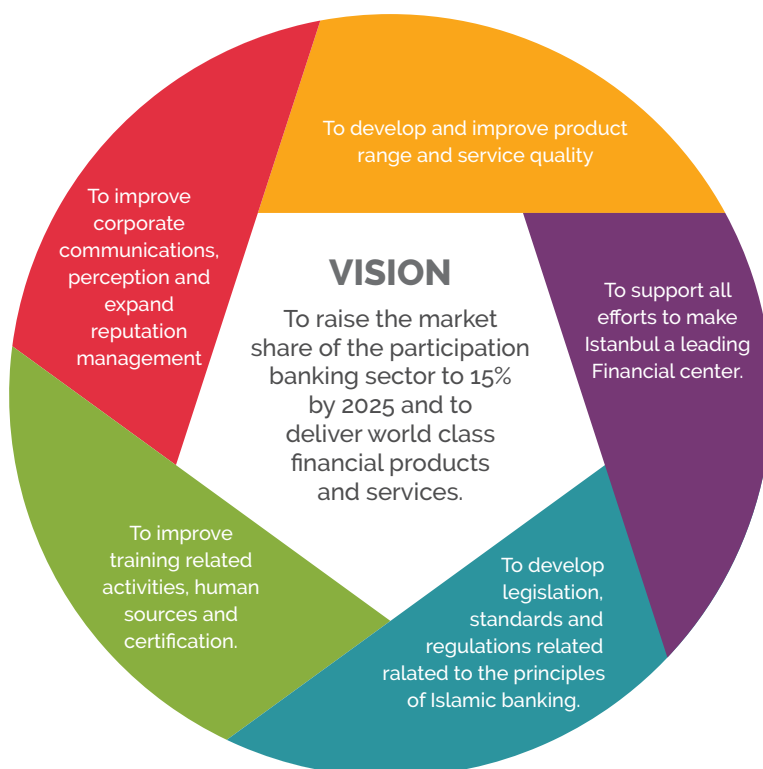 To develop and improve product
range and service quality
To improve
corporate
communications,
perception and
expand
reputation
management
VISION
To raise the market
share of the participation
banking sector to 15%
by 2025 and to
deliver world class
financial products
and services.
To support all
efforts to make
Istanbul a leading
Financial center.
To improve
training related
activities, human
sources and
certification.
To develop
legislation,
standards and
regulations related
ralated to the principles
of Islamic banking.